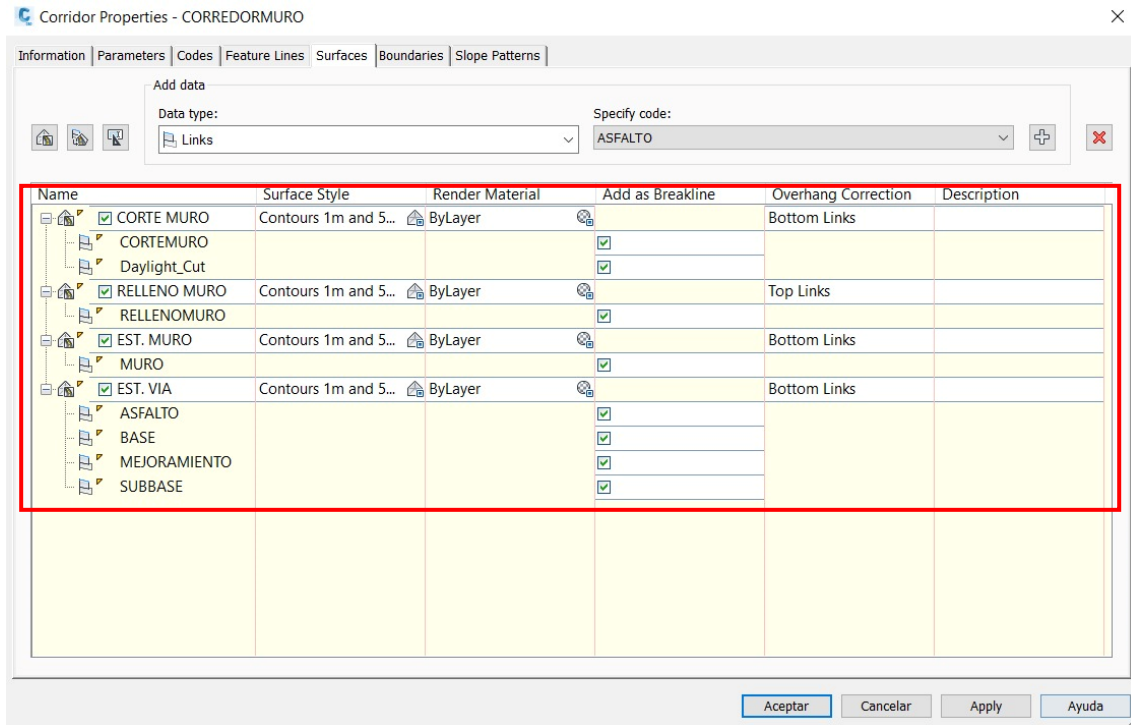 Corridor Properties - CORREDORMURO
Information Parameters Codes Feature Lines Surfaces Boundaries Slope Patterns
Add data
Data type: Specify code:
Links ASFALTO
Name Surface Style Render Material Add as Breakline Overhang Correction Description
CORTE MURO Contours 1m and 5... ByLayer Bottom Links
CORTEMURO
Daylight_Cut
RELLENO MURO Contours 1m and 5... ByLayer Top Links
RELLENOMURO
EST. MURO Contours 1m and 5... ByLayer Bottom Links
MURO
EST. VIA Contours 1m and 5... ByLayer Bottom Links
ASFALTO
BASE
MEJORAMIENTO
SUBBASE
Aceptar Cancelar Apply Ayuda